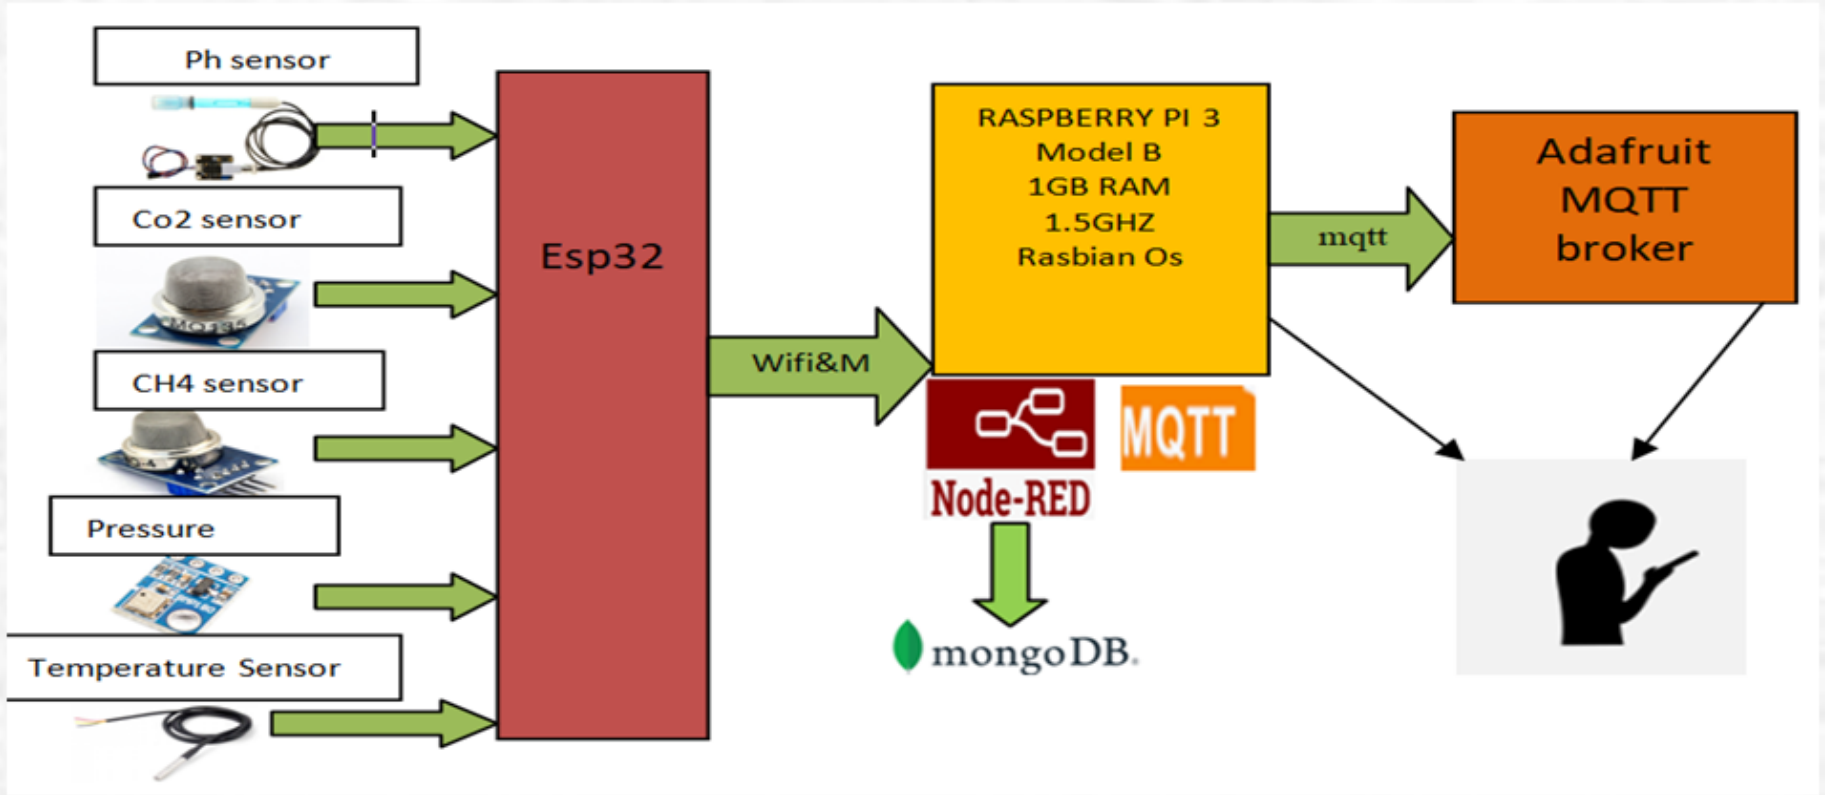 Ph sensor
Co2 sensor
CH4 sensor
Pressure
Temperature Sensor
Esp32
Wifi&M
RASPBERRY PI 3
Model B
1GB RAM
1.5GHZ
Rasbian Os
Node-RED
MQTT
mongoDB.
mqtt
Adafruit
MQTT
broker